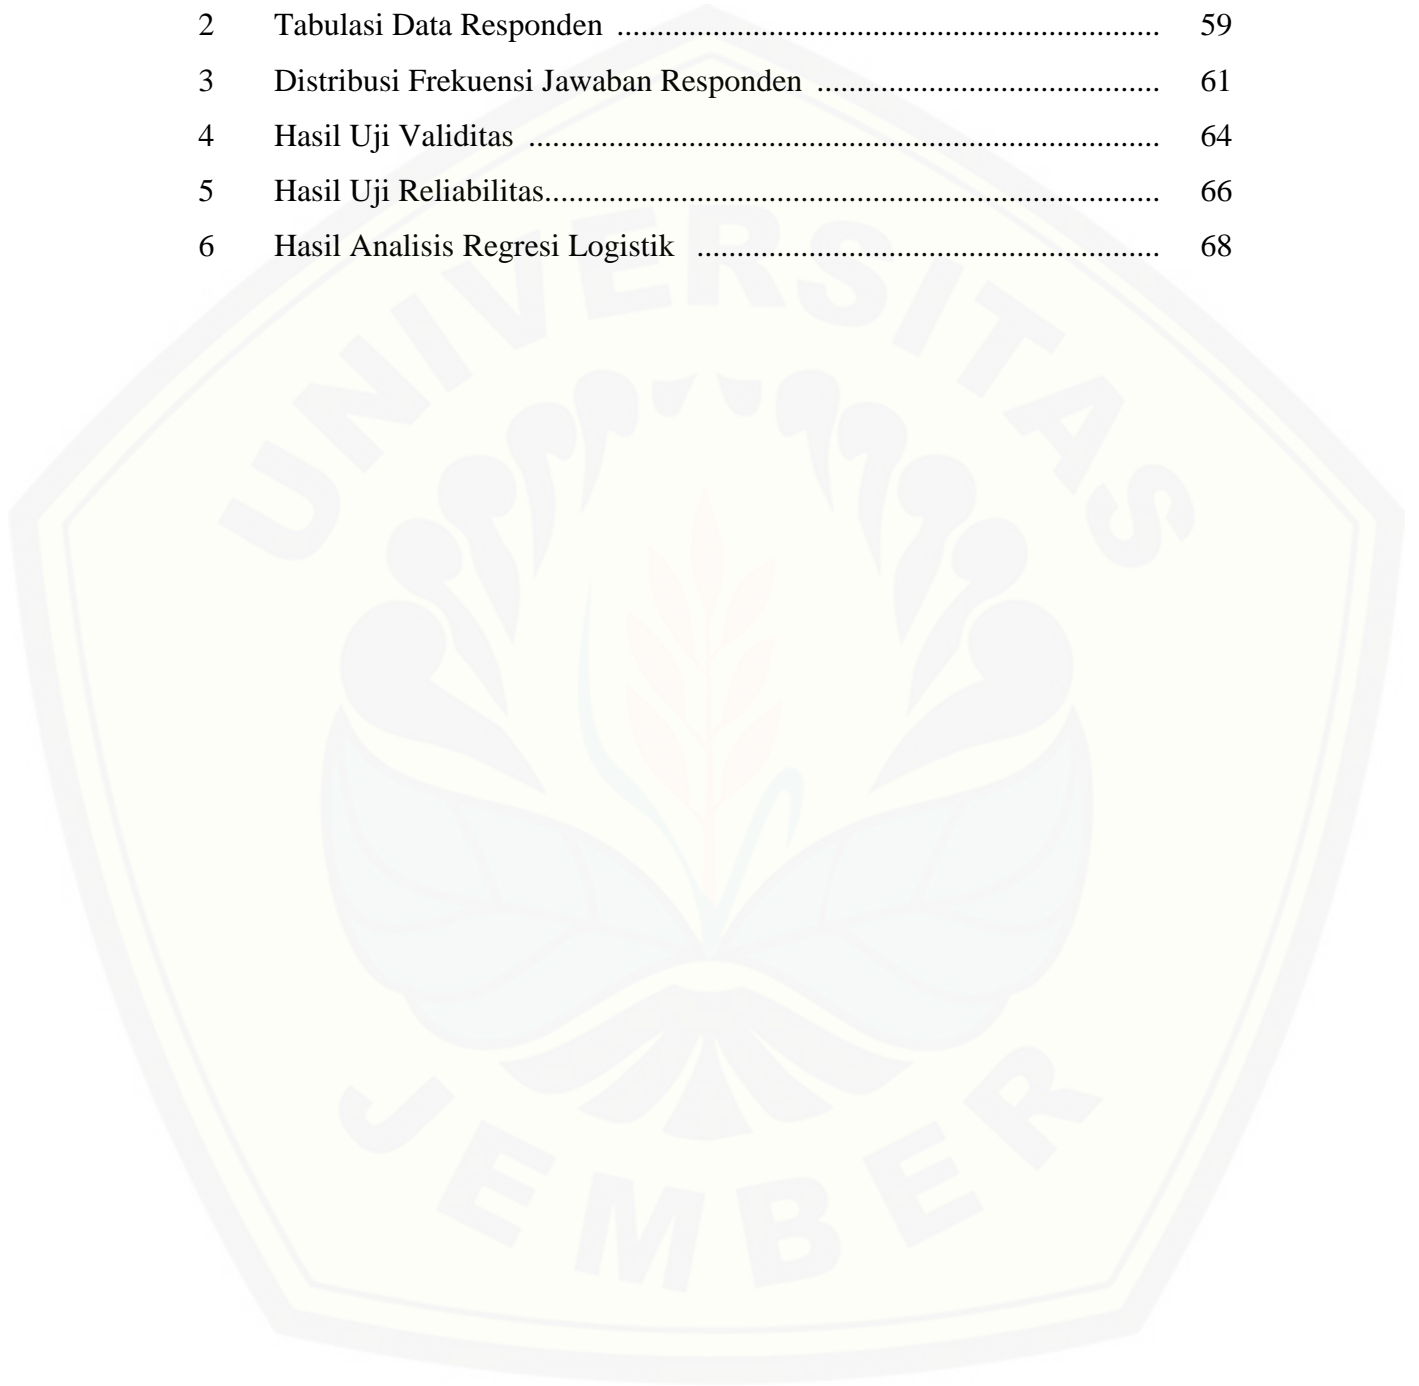 2 Tabulasi Data Responden ................................................................... 59
3 Distribusi Frekuensi Jawaban Responden .......................................... 61
4 Hasil Uji Validitas .............................................................................. 64
5 Hasil Uji Reliabilitas............................................................................ 66
6 Hasil Analisis Regresi Logistik ......................................................... 68
UNIVERSITAS
JEMBER